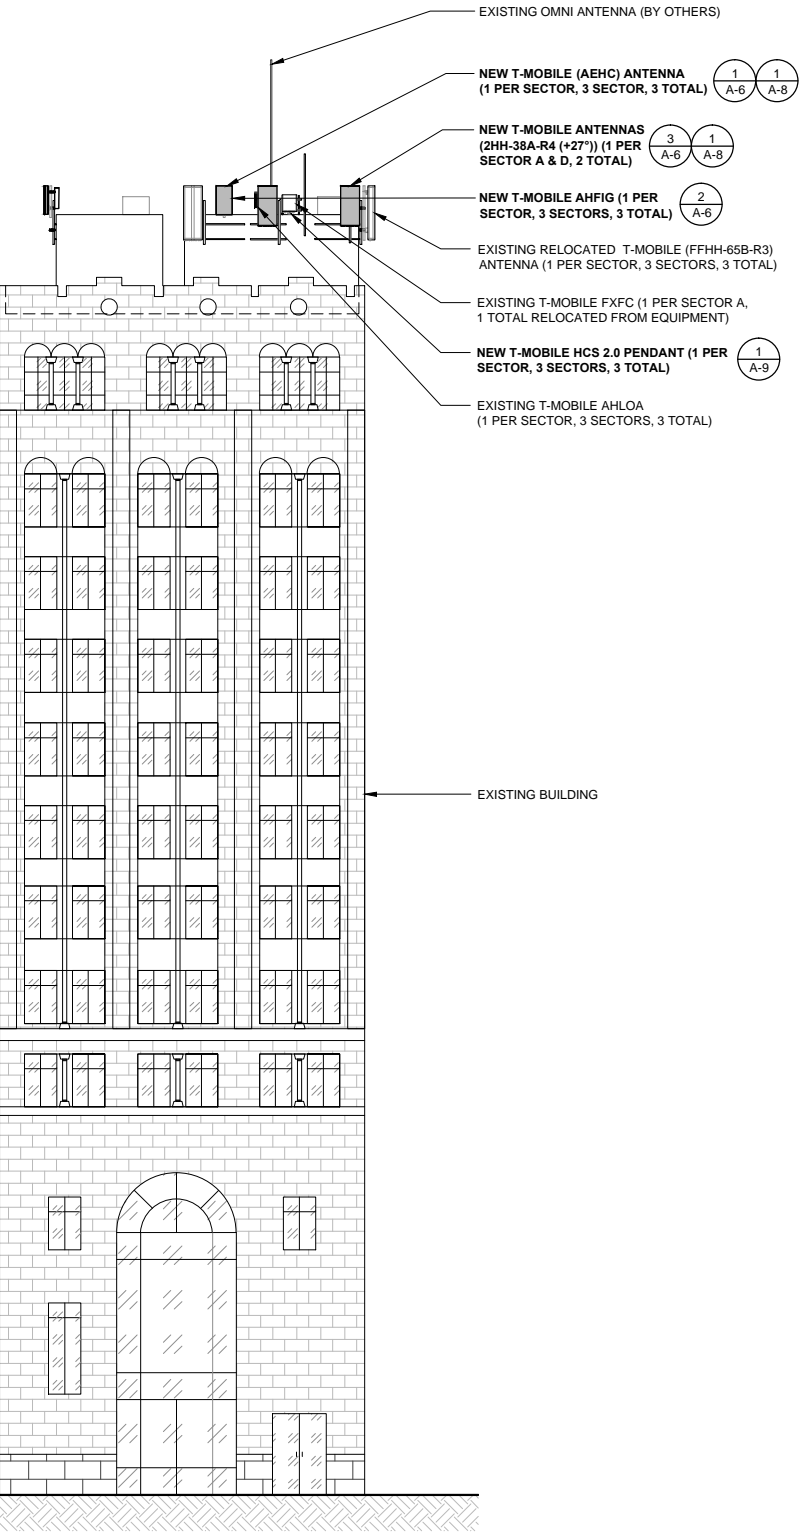 EXISTING OMNI ANTENNA (BY OTHERS)
NEW T-MOBILE (AEHC) ANTENNA
(1 PER SECTOR, 3 SECTOR, 3 TOTAL)
1
A-6
1
A-8
NEW T-MOBILE ANTENNAS
(2HH-38A-R4 (+27°)) (1 PER
SECTOR A & D, 2 TOTAL)
3
A-6
1
A-8
NEW T-MOBILE AHFIG (1 PER
SECTOR, 3 SECTORS, 3 TOTAL)
2
A-6
EXISTING RELOCATED T-MOBILE (FFHH-65B-R3)
ANTENNA (1 PER SECTOR, 3 SECTORS, 3 TOTAL)
EXISTING T-MOBILE FXFC (1 PER SECTOR A,
1 TOTAL RELOCATED FROM EQUIPMENT)
NEW T-MOBILE HCS 2.0 PENDANT (1 PER
SECTOR, 3 SECTORS, 3 TOTAL)
1
A-9
EXISTING T-MOBILE AHLOA
(1 PER SECTOR, 3 SECTORS, 3 TOTAL)
EXISTING BUILDING